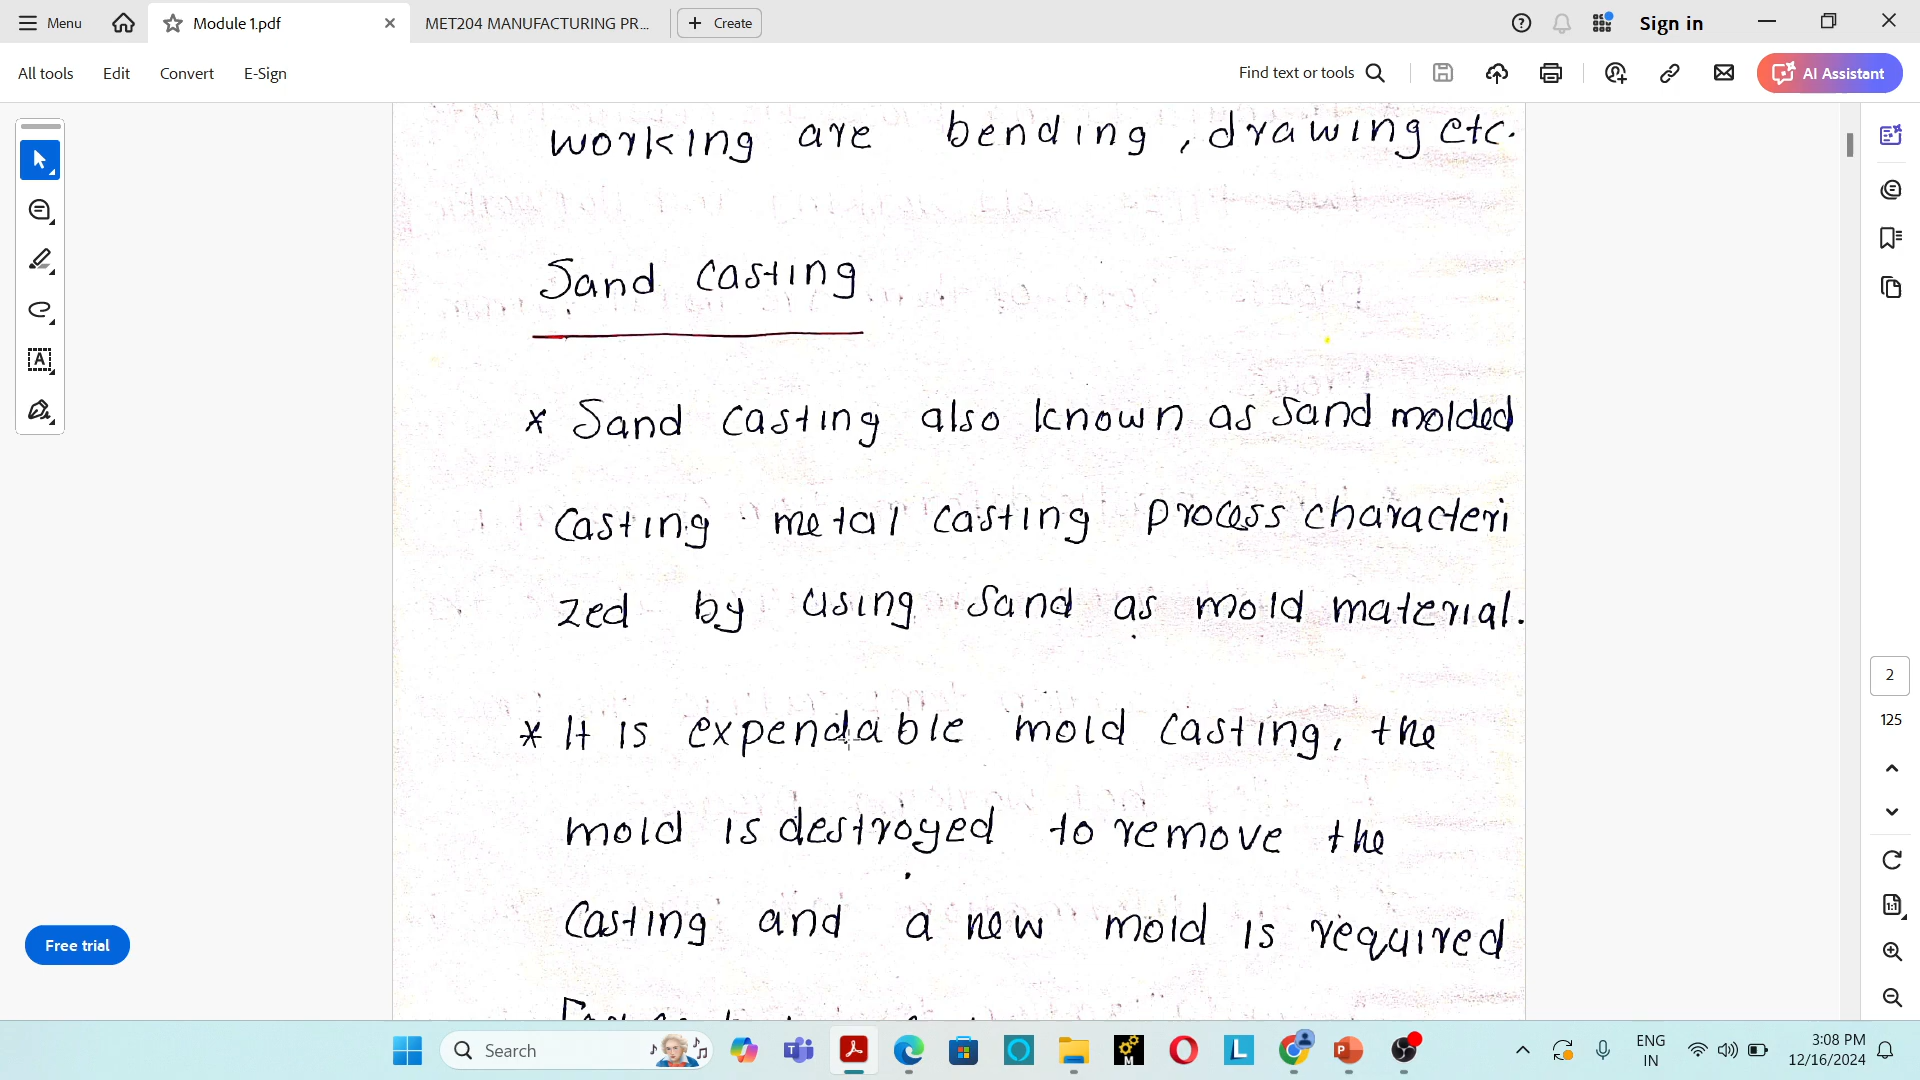 Menu
Module 1.pdf
MET204 MANUFACTURING PR...
Create
Sign in
All tools
Edit
Convert
E-Sign
Find text or tools
AI Assistant
working are bending, drawing etc.
Sand casting
* Sand casting also known as sand molded
casting metal casting process characteri
zed by using sand as mold material.
* It is expendable mold casting, the
mold is destroyed to remove the
casting and a new mold is required
2
125
Free trial
Search
ENG
IN
3:08 PM
12/16/2024